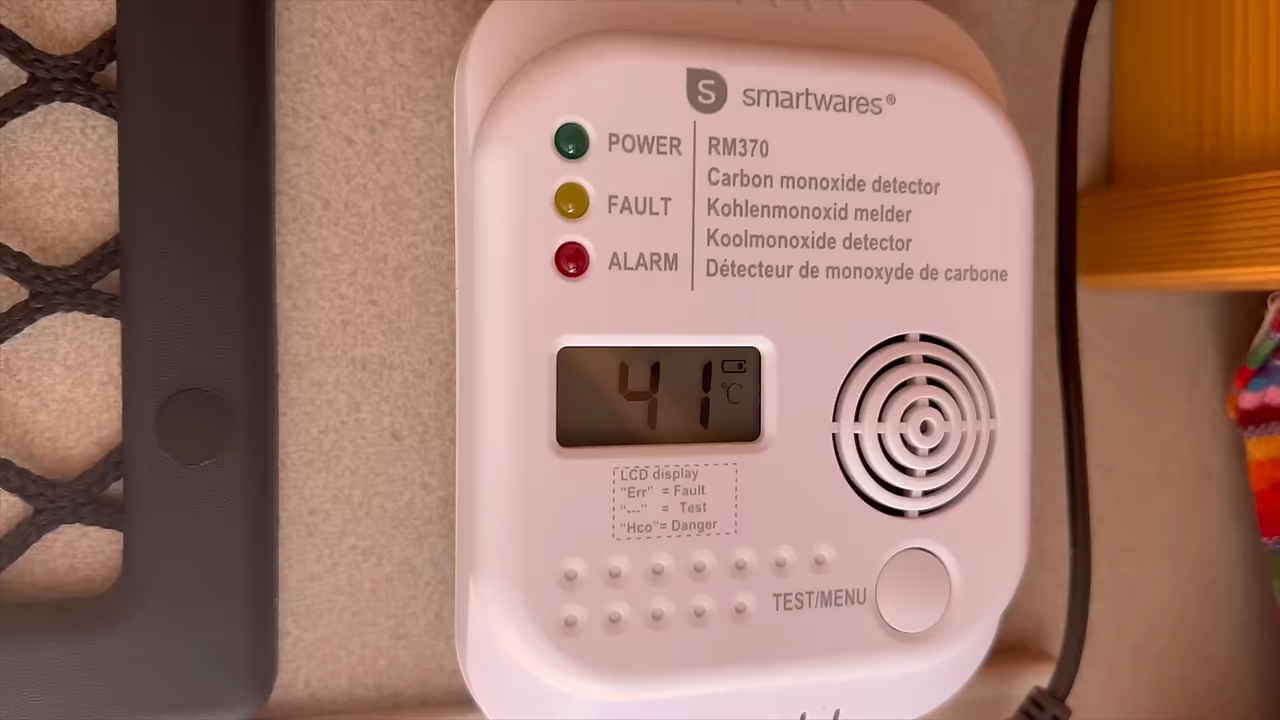 S smartwares®
POWER
FAULT
ALARM
RM370
Carbon monoxide detector
Kohlenmonoxid melder
Koolmonoxide detector
Détecteur de monoxyde de carbone
41 °C
LCD display
"Err" = Fault
"---" = Test
"Hco"= Danger
TEST/MENU